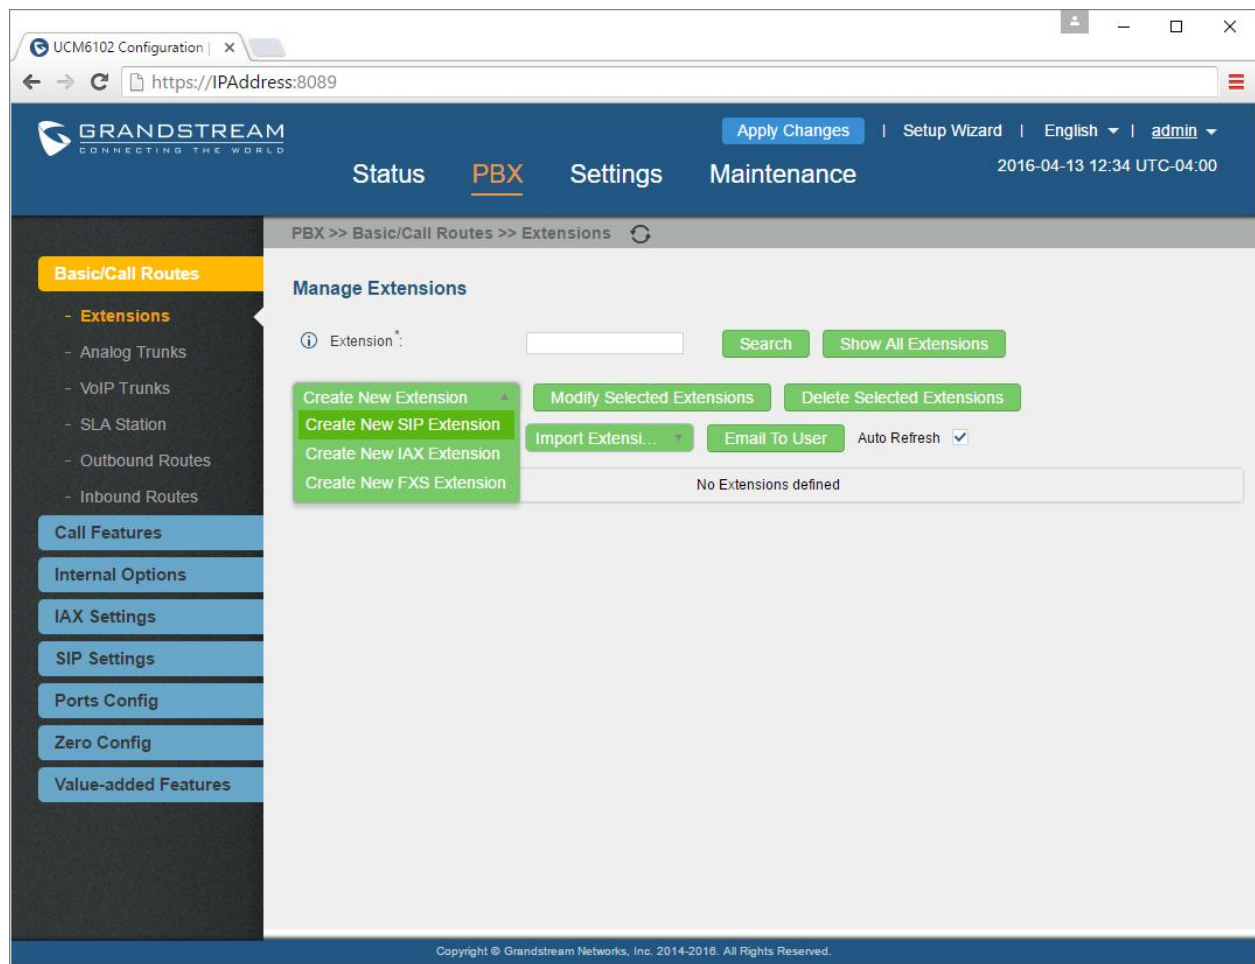 UCM6102 Configuration |
https://IPAddress:8089
GRANDSTREAM
CONNECTING THE WORLD
Apply Changes | Setup Wizard | English | admin
Status PBX Settings Maintenance
2016-04-13 12:34 UTC-04:00
PBX >> Basic/Call Routes >> Extensions
Basic/Call Routes
- Extensions
- Analog Trunks
- VoIP Trunks
- SLA Station
- Outbound Routes
- Inbound Routes
Call Features
Internal Options
IAX Settings
SIP Settings
Ports Config
Zero Config
Value-added Features
Manage Extensions
Extension*:
Search Show All Extensions
Create New Extension Modify Selected Extensions Delete Selected Extensions
Create New SIP Extension
Create New IAX Extension
Create New FXS Extension
Import Extensi... Email To User Auto Refresh
No Extensions defined
Copyright © Grandstream Networks, Inc. 2014-2016. All Rights Reserved.